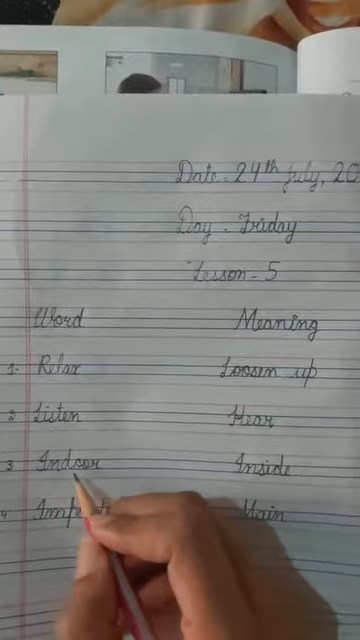 Date - 24th July, 20
Day - Friday
Lesson - 5
Word Meaning
1. Relax Loosen up
2 Listen Hear
3 Indoor Inside
4 Main